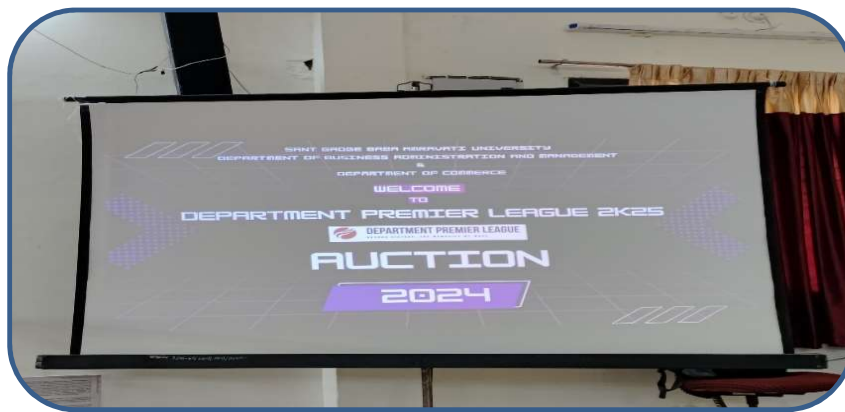 SANT GADGE BABA AMRAVATI UNIVERSITY
DEPARTMENT OF BUSINESS ADMINISTRATION AND MANAGEMENT
&
DEPARTMENT OF COMMERCE
WELCOME
TO
DEPARTMENT PREMIER LEAGUE 2K25
DEPARTMENT PREMIER LEAGUE
AUCTION
2024